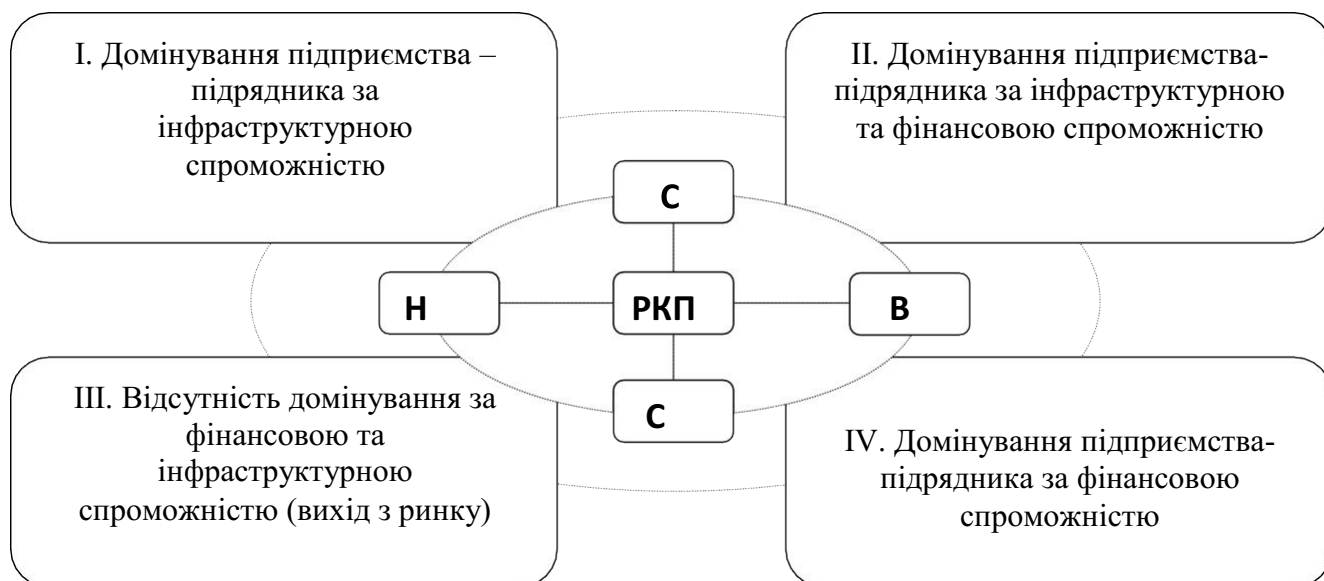 I. Домінування підприємства –
підрядника за
інфраструктурною
спроможністю
II. Домінування підприємства-
підрядника за інфраструктурною
та фінансовою спроможністю
С
Н
РКП
В
С
III. Відсутність домінування за
фінансовою та
інфраструктурною
спроможністю (вихід з ринку)
IV. Домінування підприємства-
підрядника за фінансовою
спроможністю